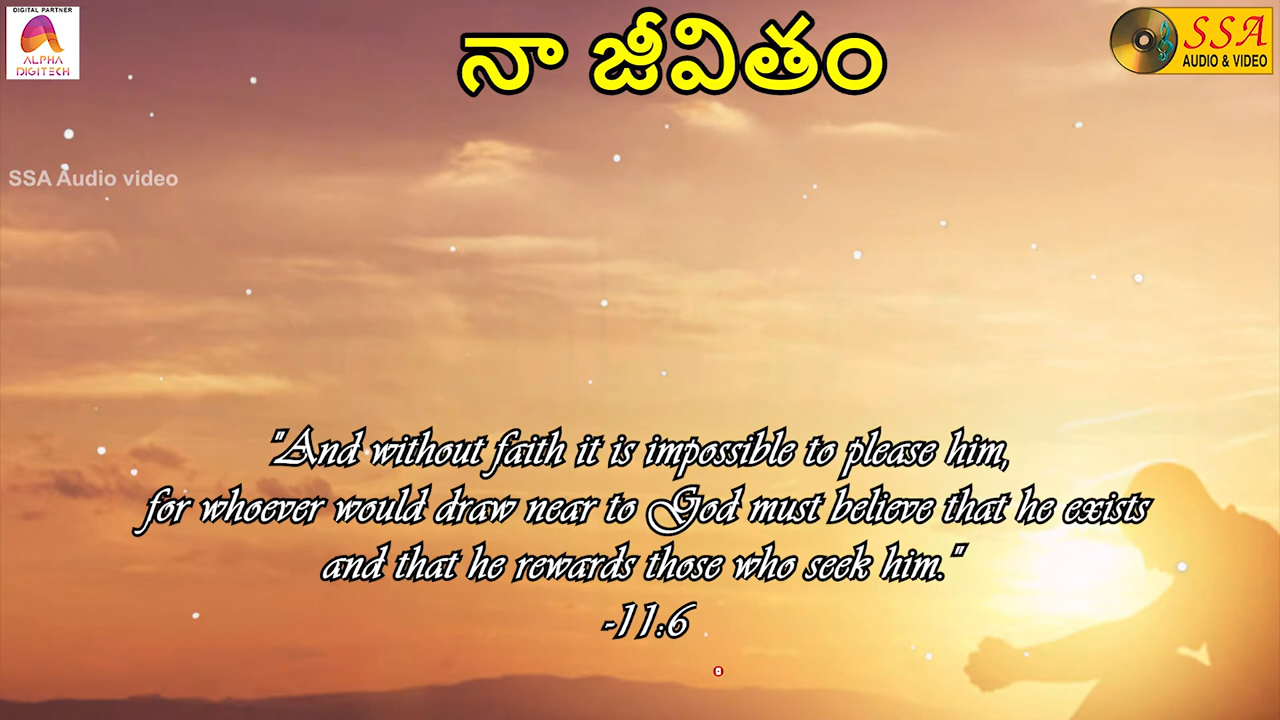 DIGITAL PARTNER
ALPHA
DIGITECH
నా జీవితం
SSA
AUDIO & VIDEO
SSA Audio video
"And without faith it is impossible to please him,
for whoever would draw near to God must believe that he exists
and that he rewards those who seek him."
-11:6